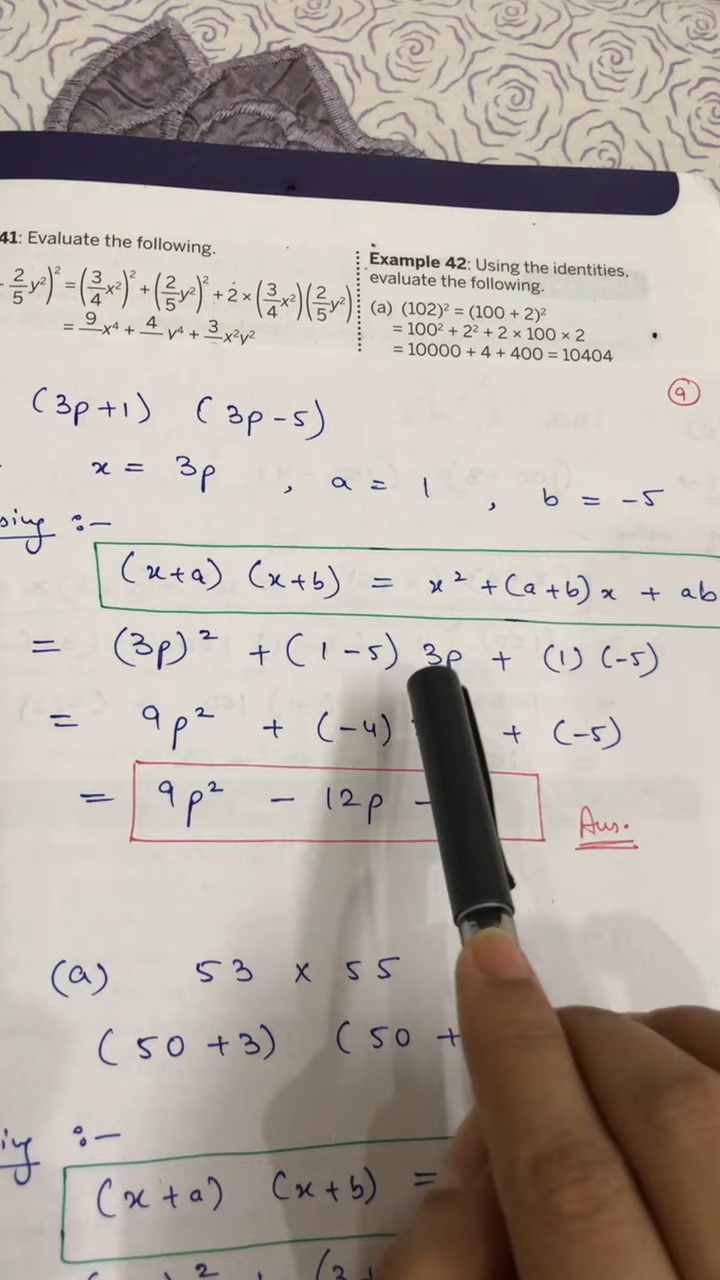 41: Evaluate the following.
2/5 y²)² = (3/4 x²)² + (2/5 y²)² + 2 × (3/4 x²)(2/5 y²)
= 9 x⁴ + 4 y⁴ + 3 x²y²
Example 42: Using the identities,
evaluate the following.
(a) (102)² = (100 + 2)²
= 100² + 2² + 2 × 100 × 2
= 10000 + 4 + 400 = 10404
(3p+1) (3p-5)
x = 3p , a = 1 , b = -5
sing :-
(x+a) (x+b) = x² + (a+b) x + ab
= (3p)² + (1-5) 3p + (1) (-5)
= 9p² + (-4) + (-5)
= 9p² - 12p -
Ans.
(a) 53 × 55
(50 +3) (50 +
ing :-
(x+a) (x+b) =